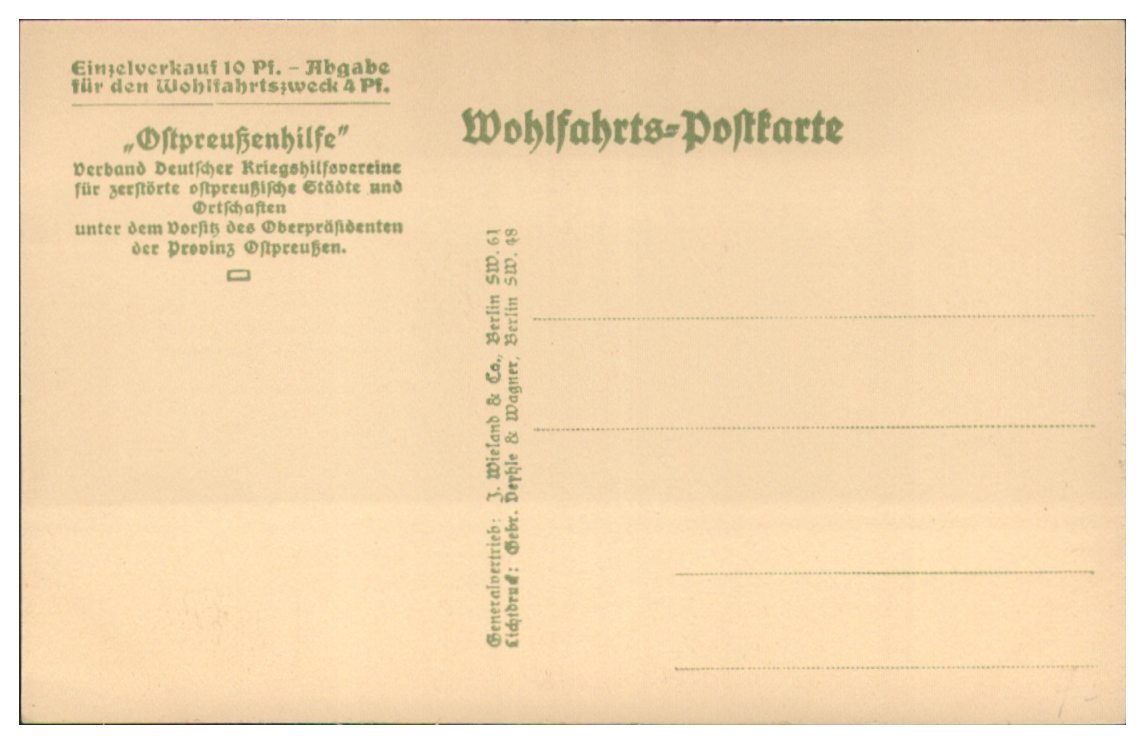 Einzelverkauf 10 Pf. – Abgabe
für den Wohlfahrtszweck 4 Pf.
„Ostpreußenhilfe“
Verband Deutscher Kriegshilfsvereine
für zerstörte ostpreußische Städte und
Ortschaften
unter dem Vorsitz des Oberpräsidenten
der Provinz Ostpreußen.
Wohlfahrts-Postkarte
Generalvertrieb: J. Wieland & Co., Berlin SW. 61
Lichtdruck: Gebr. Dephle & Wagner, Berlin SW. 48